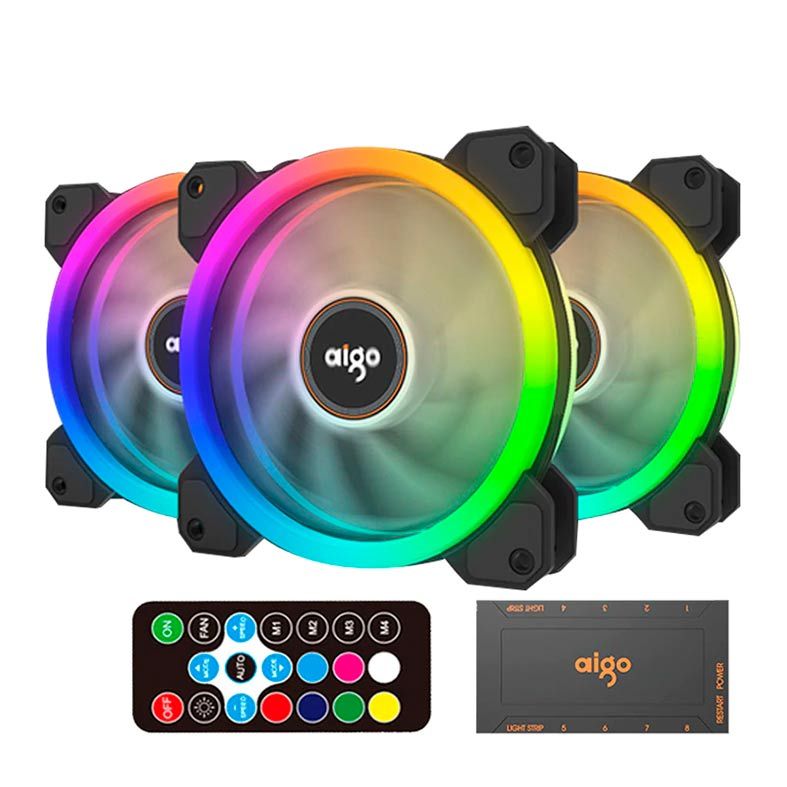 aigo
ON
FAN
+
SPEED
M1
M2
M3
M4
MODE
AUTO
MODE
OFF
-
SPEED
LIGHT STRIP 4 3 2 1
aigo
RESTART POWER
LIGHT STRIP 5 6 7 8